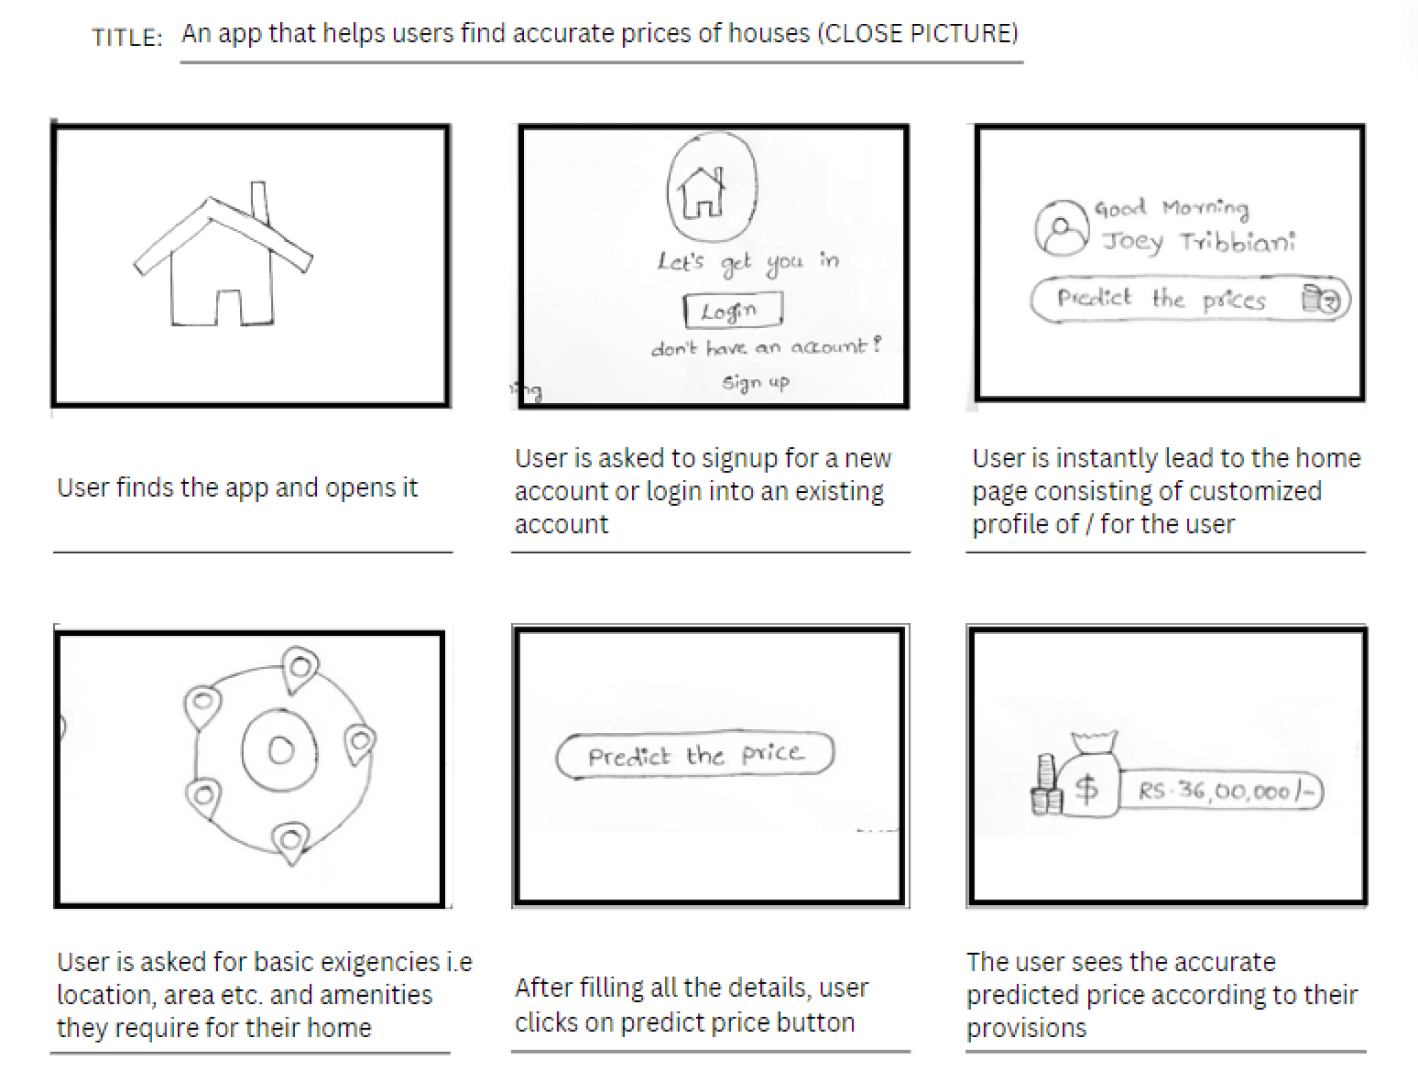 TITLE: An app that helps users find accurate prices of houses (CLOSE PICTURE)
Let's get you in
Login
don't have an account?
Sign up
ing
Good Morning
Joey Tribbiani
Predict the prices
₹
User finds the app and opens it
User is asked to signup for a new
account or login into an existing
account
User is instantly lead to the home
page consisting of customized
profile of / for the user
Predict the price
$
RS.36,00,000/-
User is asked for basic exigencies i.e
location, area etc. and amenities
they require for their home
After filling all the details, user
clicks on predict price button
The user sees the accurate
predicted price according to their
provisions